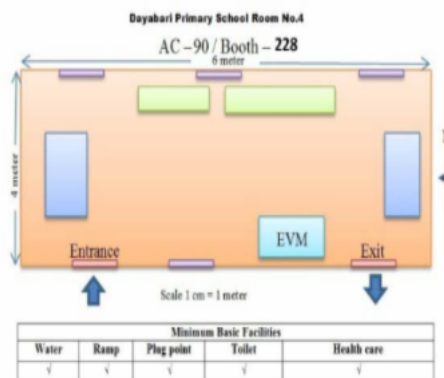 Dayabari Primary School Room No.4
AC –90 / Booth – 228
6 meter
4 meter
Entrance
EVM
Exit
Scale 1 cm = 1 meter
Minimum Basic Facilities
Water Ramp Plug point Toilet Health care
√ √ √ √ √